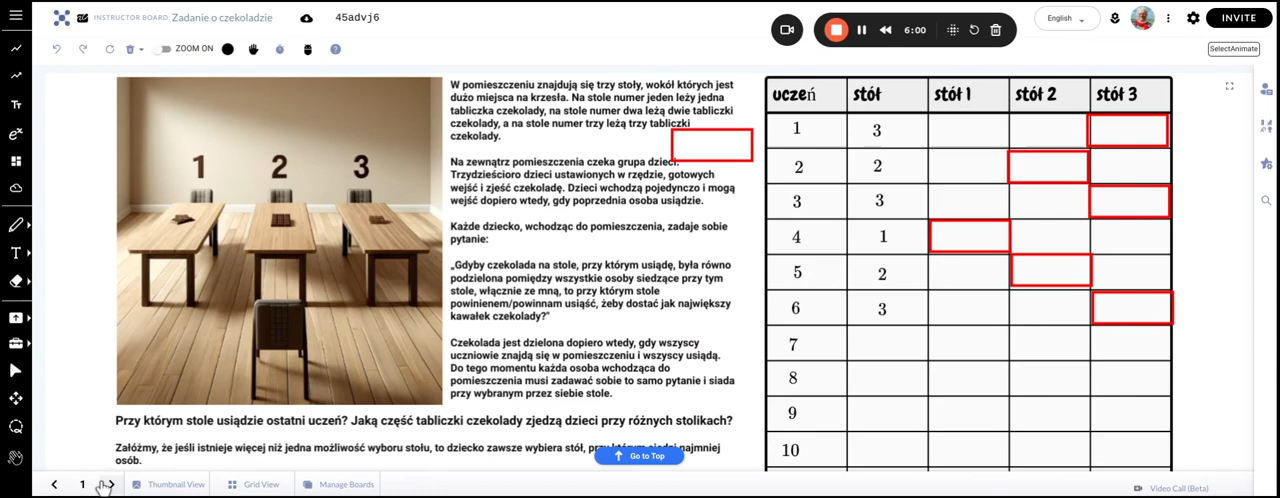 INSTRUCTOR BOARD: Zadanie o czekoladzie
45advj6
6:00
English
INVITE
ZOOM ON
SelectAnimate
1 2 3
W pomieszczeniu znajdują się trzy stoły, wokół których jest
dużo miejsca na krzesła. Na stole numer jeden leży jedna
tabliczka czekolady, na stole numer dwa leżą dwie tabliczki
czekolady, a na stole numer trzy leżą trzy tabliczki
czekolady.
Na zewnątrz pomieszczenia czeka grupa dzieci.
Trzydzieścioro dzieci ustawionych w rzędzie, gotowych
wejść i zjeść czekoladę. Dzieci wchodzą pojedynczo i mogą
wejść dopiero wtedy, gdy poprzednia osoba usiądzie.
Każde dziecko, wchodząc do pomieszczenia, zadaje sobie
pytanie:
„Gdyby czekolada na stole, przy którym usiądę, była równo
podzielona pomiędzy wszystkie osoby siedzące przy tym
stole, włącznie ze mną, to przy którym stole
powinienem/powinnam usiąść, żeby dostać jak największy
kawałek czekolady?"
Czekolada jest dzielona dopiero wtedy, gdy wszyscy
uczniowie znajdą się w pomieszczeniu i wszyscy usiądą.
Do tego momentu każda osoba wchodząca do
pomieszczenia musi zadawać sobie to samo pytanie i siada
przy wybranym przez siebie stole.
Przy którym stole usiądzie ostatni uczeń? Jaką część tabliczki czekolady zjedzą dzieci przy różnych stolikach?
Załóżmy, że jeśli istnieje więcej niż jedna możliwość wyboru stołu, to dziecko zawsze wybiera stół, najmniej
osób.
uczeń stół stół 1 stół 2 stół 3
1 3
2 2
3 3
4 1
5 2
6 3
7
8
9
10
Go to Top
1 Thumbnail View Grid View Manage Boards Video Call (Beta)